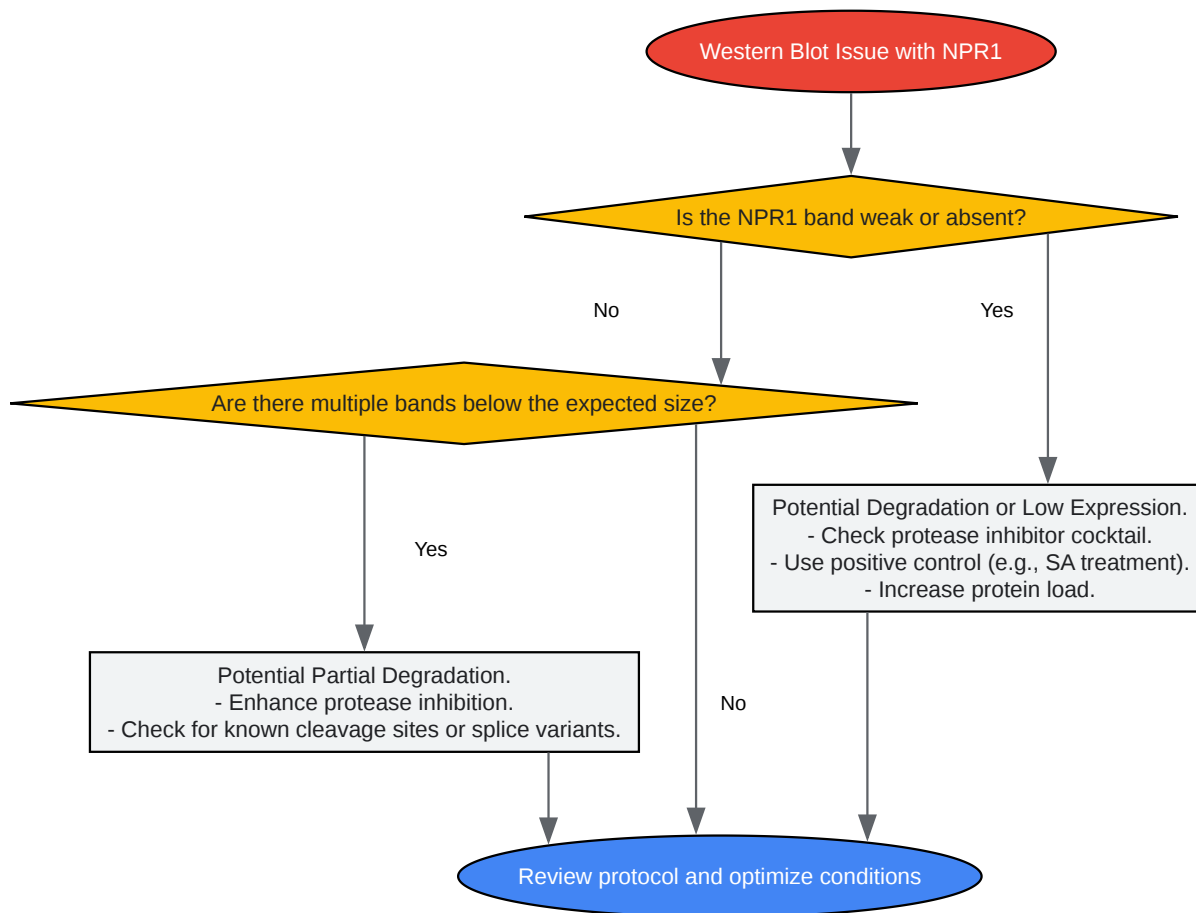 Western Blot Issue with NPR1
Is the NPR1 band weak or absent?
No
Yes
Are there multiple bands below the expected size?
Potential Degradation or Low Expression.
- Check protease inhibitor cocktail.
- Use positive control (e.g., SA treatment).
- Increase protein load.
Yes
Potential Partial Degradation.
- Enhance protease inhibition.
- Check for known cleavage sites or splice variants.
No
Review protocol and optimize conditions